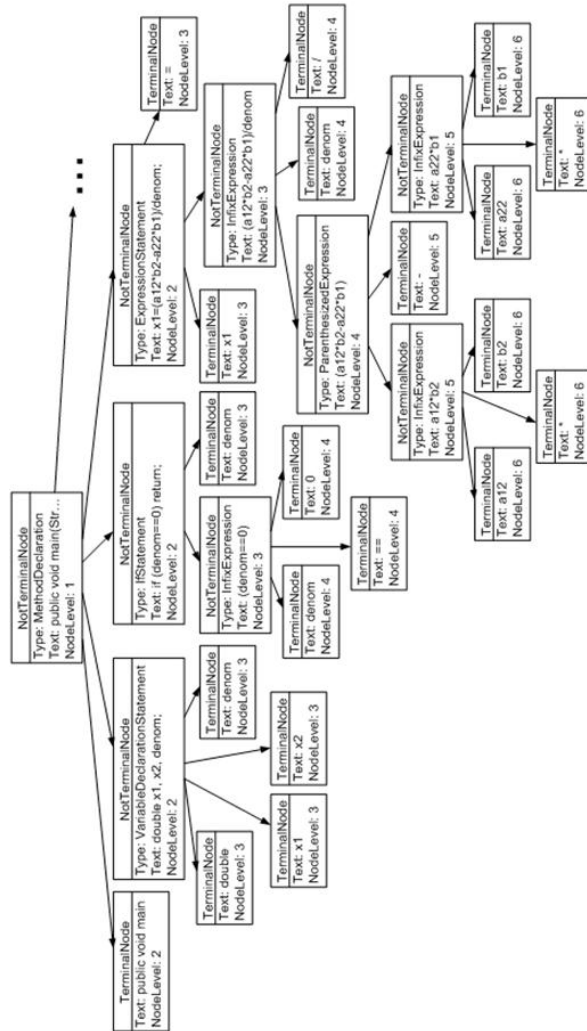 NotTerminalNode
Type: MethodDeclaration
Text: public void main(Str...
NodeLevel: 1
...
TerminalNode
Text: public void main
NodeLevel: 2
NotTerminalNode
Type: VariableDeclarationStatement
Text: double x1, x2, denom;
NodeLevel: 2
NotTerminalNode
Type: IfStatement
Text: if (denom==0) return;
NodeLevel: 2
NotTerminalNode
Type: ExpressionStatement
Text: x1=(a12*b2-a22*b1)/denom;
NodeLevel: 2
TerminalNode
Text: =
NodeLevel: 3
TerminalNode
Text: double
NodeLevel: 3
TerminalNode
Text: x1
NodeLevel: 3
TerminalNode
Text: x2
NodeLevel: 3
TerminalNode
Text: denom
NodeLevel: 3
NotTerminalNode
Type: InfixExpression
Text: (denom==0)
NodeLevel: 3
TerminalNode
Text: denom
NodeLevel: 3
TerminalNode
Text: x1
NodeLevel: 3
NotTerminalNode
Type: InfixExpression
Text: (a12*b2-a22*b1)/denom
NodeLevel: 3
TerminalNode
Text: denom
NodeLevel: 4
TerminalNode
Text: ==
NodeLevel: 4
TerminalNode
Text: 0
NodeLevel: 4
NotTerminalNode
Type: ParenthesizedExpression
Text: (a12*b2-a22*b1)
NodeLevel: 4
TerminalNode
Text: denom
NodeLevel: 4
TerminalNode
Text: /
NodeLevel: 4
NotTerminalNode
Type: InfixExpression
Text: a12*b2
NodeLevel: 5
TerminalNode
Text: -
NodeLevel: 5
NotTerminalNode
Type: InfixExpression
Text: a22*b1
NodeLevel: 5
TerminalNode
Text: a12
NodeLevel: 6
TerminalNode
Text: *
NodeLevel: 6
TerminalNode
Text: b2
NodeLevel: 6
TerminalNode
Text: a22
NodeLevel: 6
TerminalNode
Text: *
NodeLevel: 6
TerminalNode
Text: b1
NodeLevel: 6